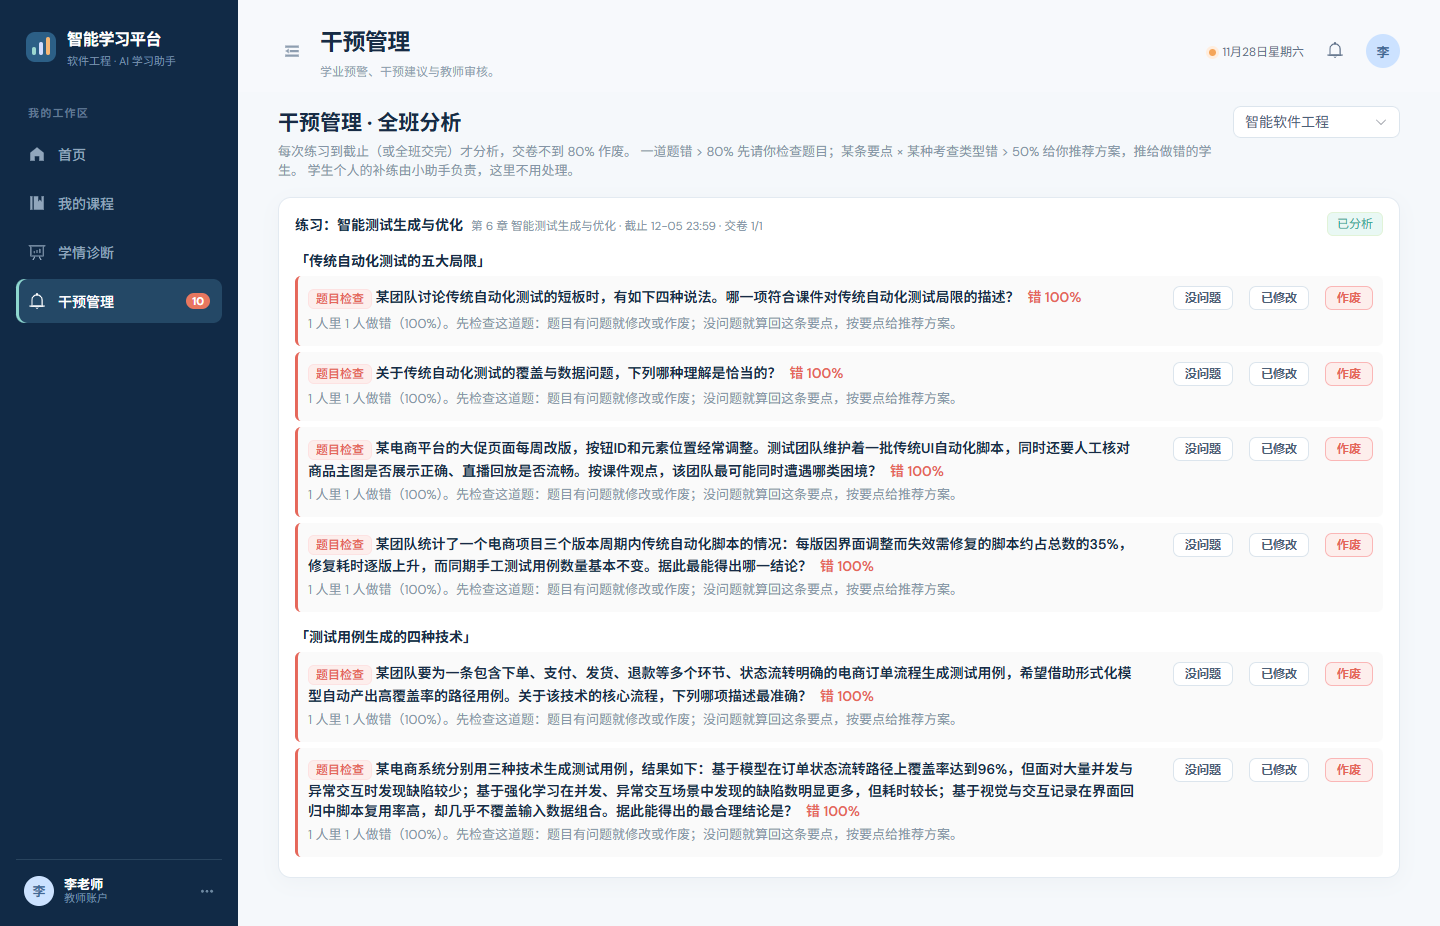 智能学习平台
软件工程 · AI 学习助手
我的工作区
首页
我的课程
学情诊断
干预管理 10
李 李老师
教师账户
干预管理
学业预警、干预建议与教师审核。
11月28日星期六 李
干预管理 · 全班分析
智能软件工程
每次练习到截止（或全班交完）才分析，交卷不到 80% 作废。 一道题错 > 80% 先请你检查题目；某条要点 × 某种考查类型错 > 50% 给你推荐方案，推给做错的学
生。 学生个人的补练由小助手负责，这里不用处理。
练习：智能测试生成与优化 第 6 章 智能测试生成与优化 · 截止 12-05 23:59 · 交卷 1/1 已分析
「传统自动化测试的五大局限」
题目检查 某团队讨论传统自动化测试的短板时，有如下四种说法。哪一项符合课件对传统自动化测试局限的描述？ 错 100% 没问题 已修改 作废
1 人里 1 人做错（100%）。先检查这道题：题目有问题就修改或作废；没问题就算回这条要点，按要点给推荐方案。
题目检查 关于传统自动化测试的覆盖与数据问题，下列哪种理解是恰当的？ 错 100% 没问题 已修改 作废
1 人里 1 人做错（100%）。先检查这道题：题目有问题就修改或作废；没问题就算回这条要点，按要点给推荐方案。
题目检查 某电商平台的大促页面每周改版，按钮ID和元素位置经常调整。测试团队维护着一批传统UI自动化脚本，同时还要人工核对 没问题 已修改 作废
商品主图是否展示正确、直播回放是否流畅。按课件观点，该团队最可能同时遭遇哪类困境？ 错 100%
1 人里 1 人做错（100%）。先检查这道题：题目有问题就修改或作废；没问题就算回这条要点，按要点给推荐方案。
题目检查 某团队统计了一个电商项目三个版本周期内传统自动化脚本的情况：每版因界面调整而失效需修复的脚本约占总数的35%， 没问题 已修改 作废
修复耗时逐版上升，而同期手工测试用例数量基本不变。据此最能得出哪一结论？ 错 100%
1 人里 1 人做错（100%）。先检查这道题：题目有问题就修改或作废；没问题就算回这条要点，按要点给推荐方案。
「测试用例生成的四种技术」
题目检查 某团队要为一条包含下单、支付、发货、退款等多个环节、状态流转明确的电商订单流程生成测试用例，希望借助形式化模 没问题 已修改 作废
型自动产出高覆盖率的路径用例。关于该技术的核心流程，下列哪项描述最准确？ 错 100%
1 人里 1 人做错（100%）。先检查这道题：题目有问题就修改或作废；没问题就算回这条要点，按要点给推荐方案。
题目检查 某电商系统分别用三种技术生成测试用例，结果如下：基于模型在订单状态流转路径上覆盖率达到96%，但面对大量并发与 没问题 已修改 作废
异常交互时发现缺陷较少；基于强化学习在并发、异常交互场景中发现的缺陷数明显更多，但耗时较长；基于视觉与交互记录在界面回
归中脚本复用率高，却几乎不覆盖输入数据组合。据此能得出的最合理结论是？ 错 100%
1 人里 1 人做错（100%）。先检查这道题：题目有问题就修改或作废；没问题就算回这条要点，按要点给推荐方案。